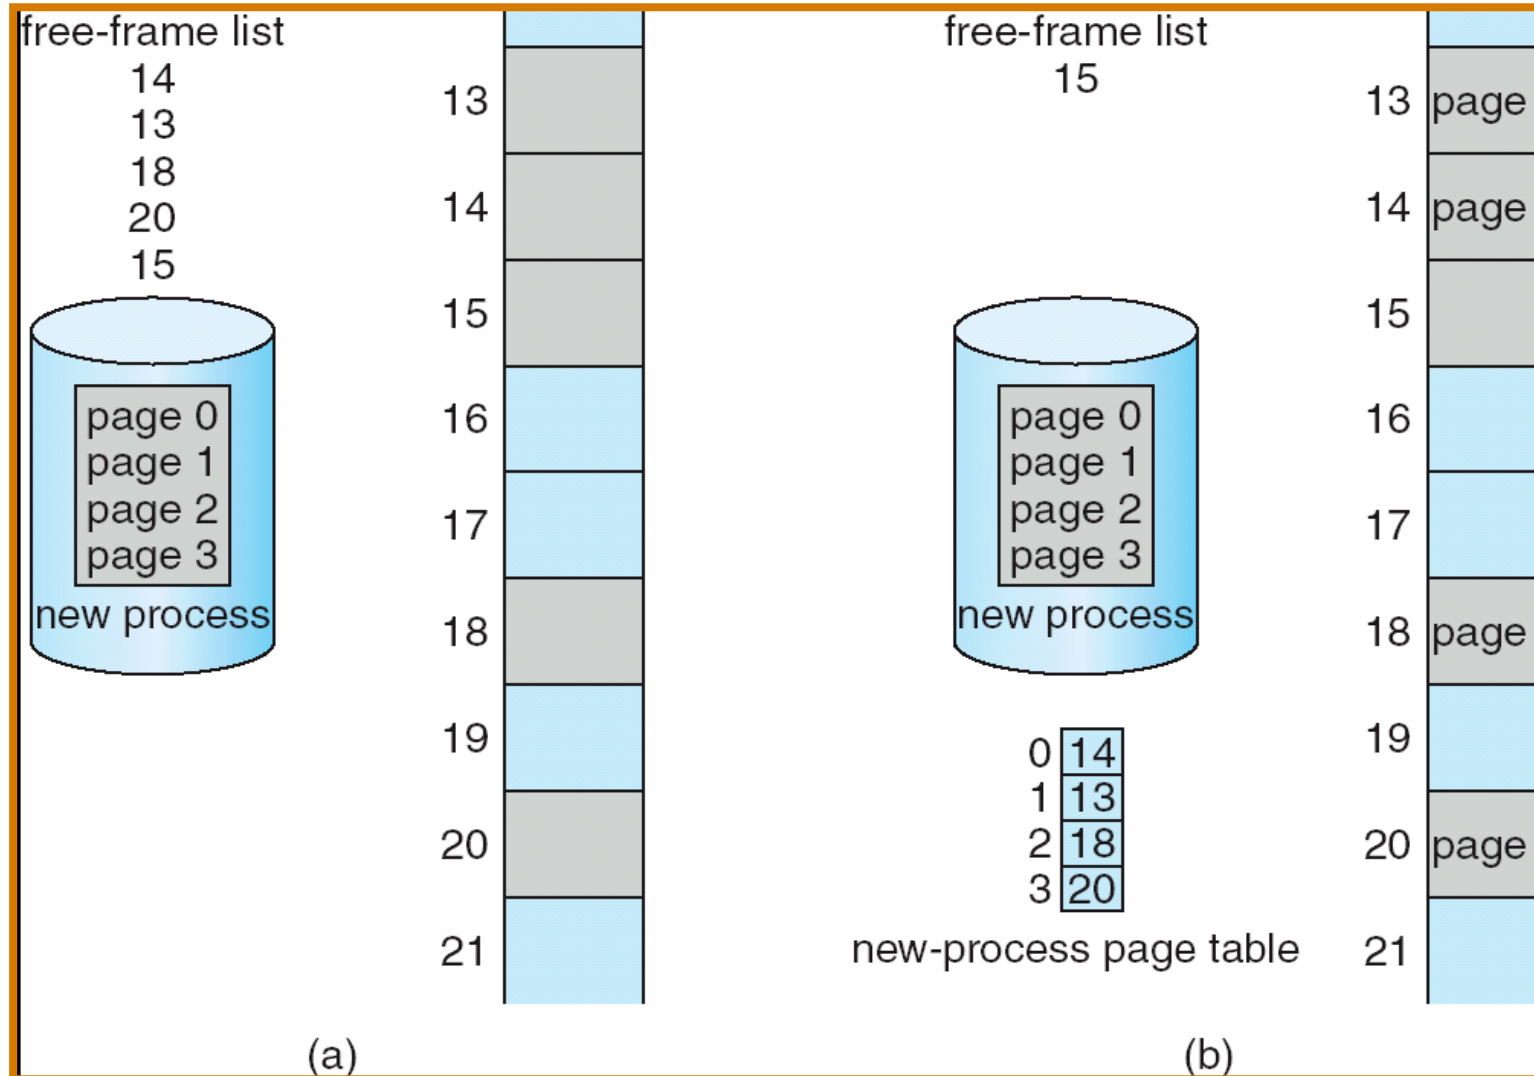 free-frame list
14
13
18
20
15
page 0
page 1
page 2
page 3
new process
13
14
15
16
17
18
19
20
21
(a)
free-frame list
15
page 0
page 1
page 2
page 3
new process
0 14
1 13
2 18
3 20
new-process page table
13 page
14 page
15
16
17
18 page
19
20 page
21
(b)